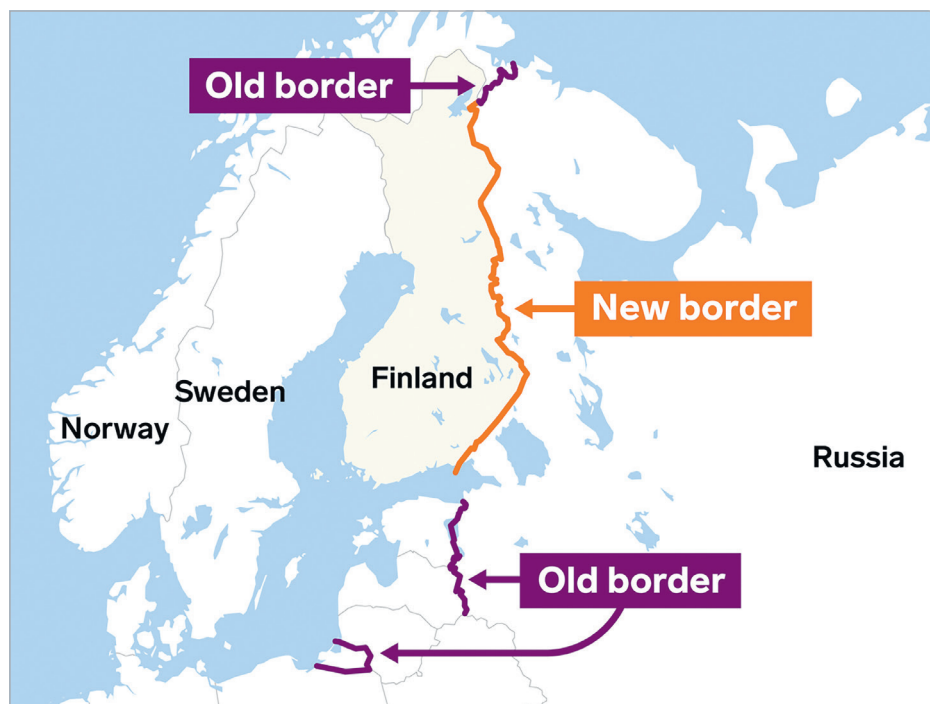 Old border
New border
Finland
Sweden
Norway
Russia
Old border